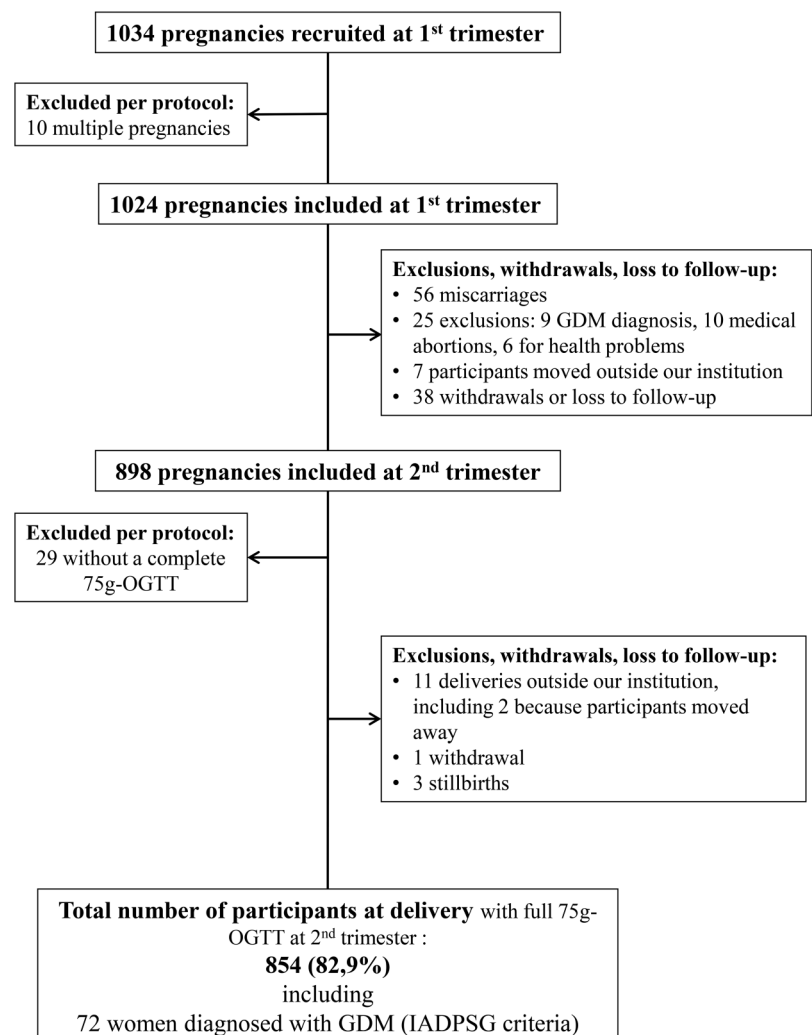 1034 pregnancies recruited at 1st trimester
Excluded per protocol:
10 multiple pregnancies
1024 pregnancies included at 1st trimester
Exclusions, withdrawals, loss to follow-up:
• 56 miscarriages
• 25 exclusions: 9 GDM diagnosis, 10 medical
abortions, 6 for health problems
• 7 participants moved outside our institution
• 38 withdrawals or loss to follow-up
898 pregnancies included at 2nd trimester
Excluded per protocol:
29 without a complete
75g-OGTT
Exclusions, withdrawals, loss to follow-up:
• 11 deliveries outside our institution,
including 2 because participants moved
away
• 1 withdrawal
• 3 stillbirths
Total number of participants at delivery with full 75g-
OGTT at 2nd trimester :
854 (82,9%)
including
72 women diagnosed with GDM (IADPSG criteria)